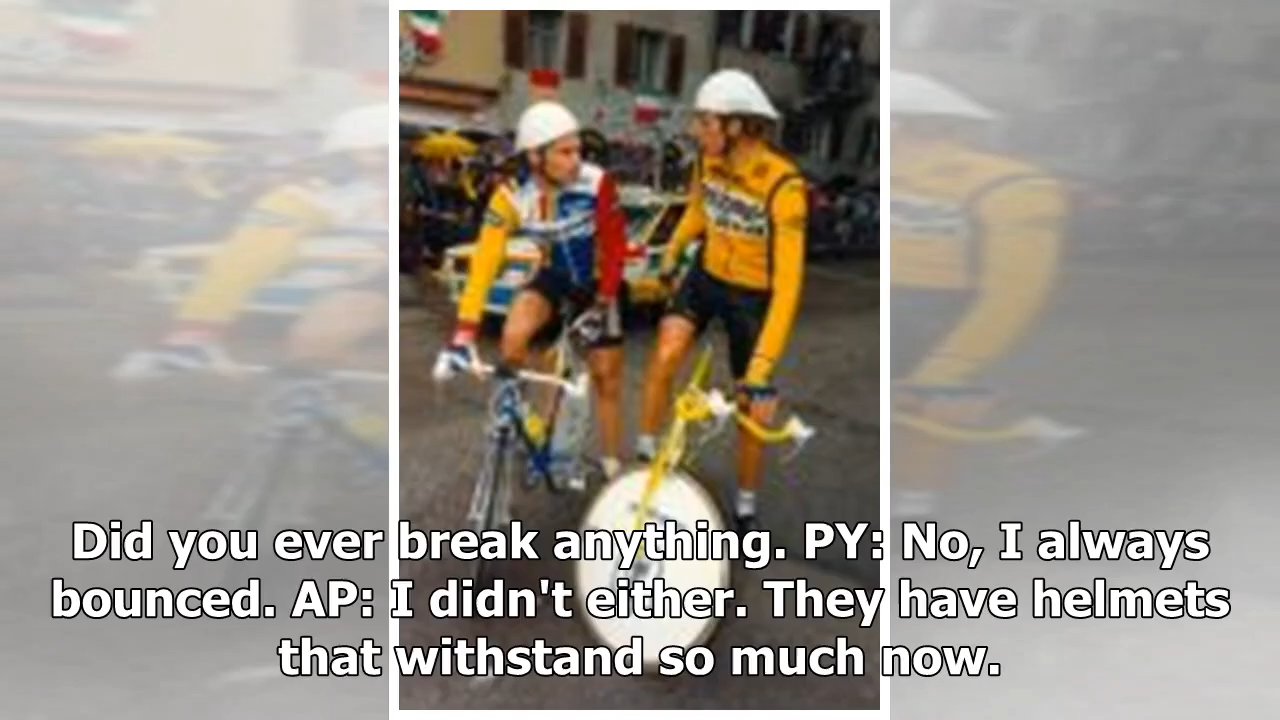 Did you ever break anything. PY: No, I always
bounced. AP: I didn't either. They have helmets
that withstand so much now.